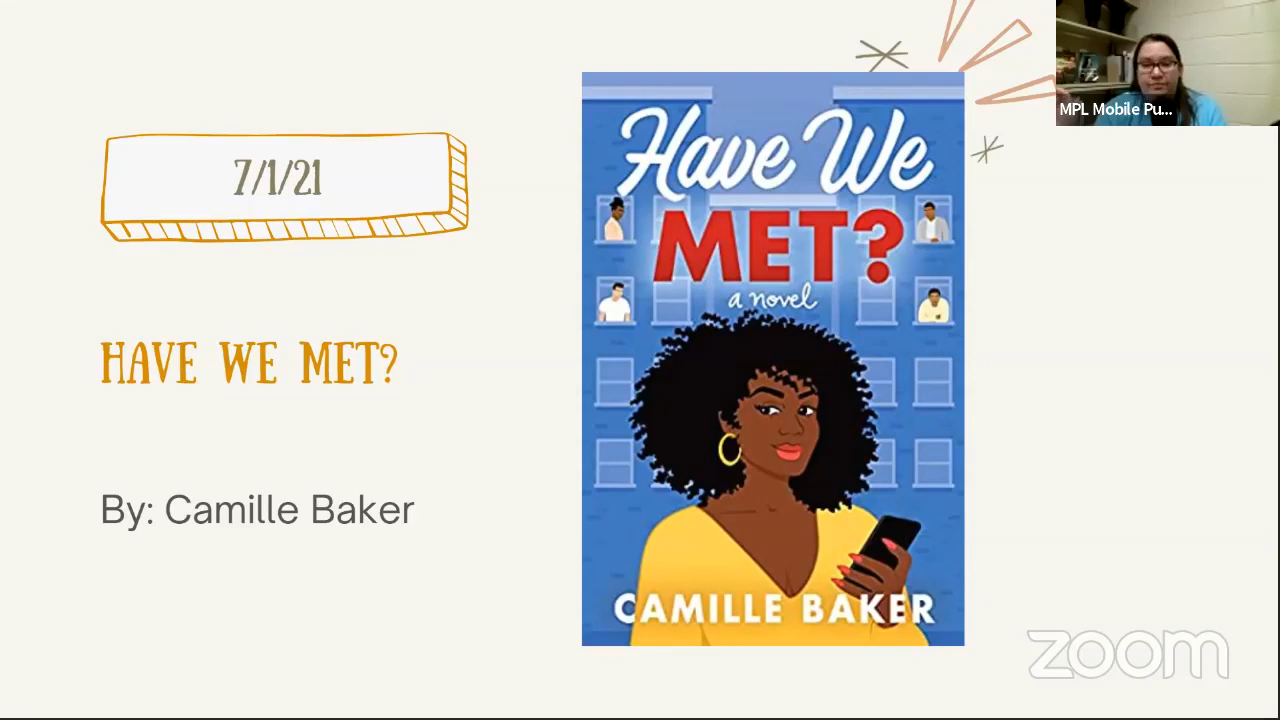 7/1/21
HAVE WE MET?
By: Camille Baker
Have We
MET?
a novel
CAMILLE BAKER
MPL Mobile Pu...
zoom